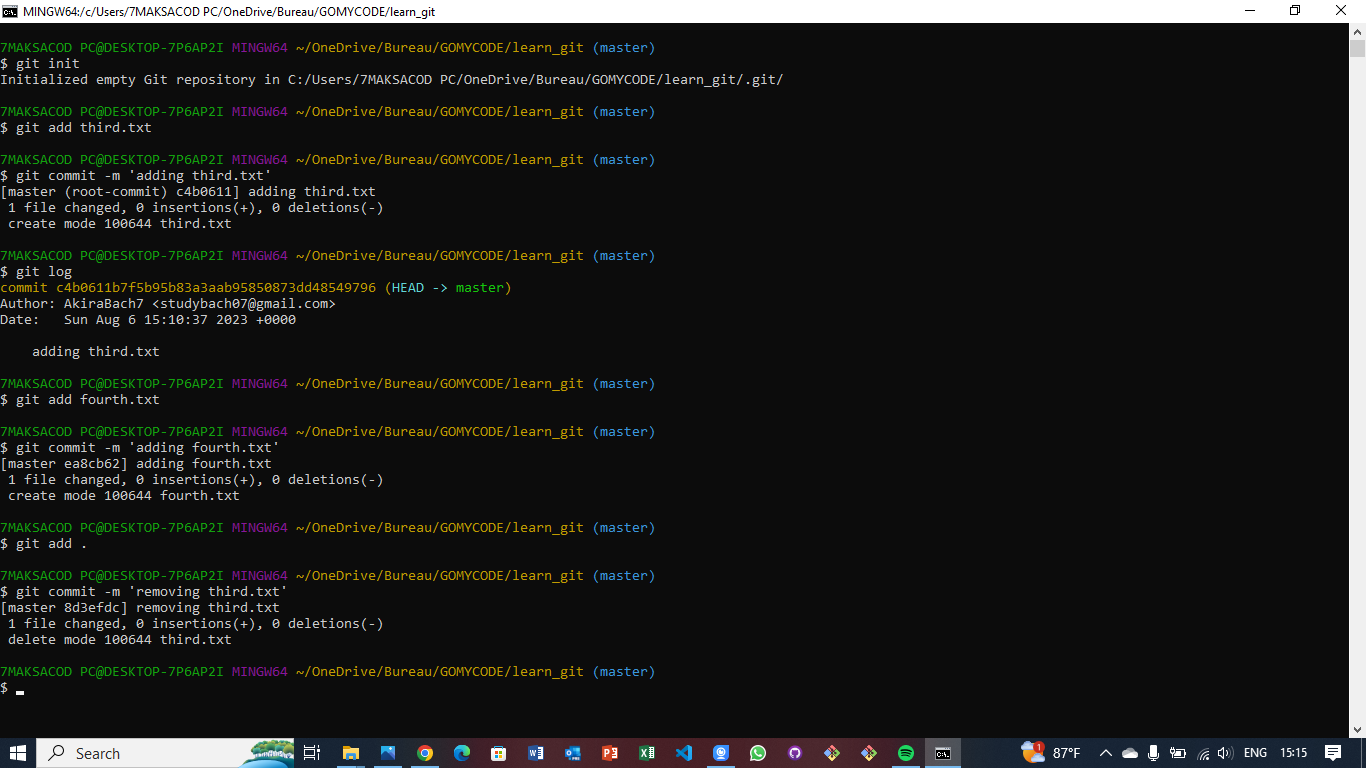 MINGW64:/c/Users/7MAKSACOD PC/OneDrive/Bureau/GOMYCODE/learn_git
7MAKSACOD PC@DESKTOP-7P6AP2I MINGW64 ~/OneDrive/Bureau/GOMYCODE/learn_git (master)
$ git init
Initialized empty Git repository in C:/Users/7MAKSACOD PC/OneDrive/Bureau/GOMYCODE/learn_git/.git/
7MAKSACOD PC@DESKTOP-7P6AP2I MINGW64 ~/OneDrive/Bureau/GOMYCODE/learn_git (master)
$ git add third.txt
7MAKSACOD PC@DESKTOP-7P6AP2I MINGW64 ~/OneDrive/Bureau/GOMYCODE/learn_git (master)
$ git commit -m 'adding third.txt'
[master (root-commit) c4b0611] adding third.txt
 1 file changed, 0 insertions(+), 0 deletions(-)
 create mode 100644 third.txt
7MAKSACOD PC@DESKTOP-7P6AP2I MINGW64 ~/OneDrive/Bureau/GOMYCODE/learn_git (master)
$ git log
commit c4b0611b7f5b95b83a3aab95850873dd48549796 (HEAD -> master)
Author: AkiraBach7 <studybach07@gmail.com>
Date:   Sun Aug 6 15:10:37 2023 +0000
    adding third.txt
7MAKSACOD PC@DESKTOP-7P6AP2I MINGW64 ~/OneDrive/Bureau/GOMYCODE/learn_git (master)
$ git add fourth.txt
7MAKSACOD PC@DESKTOP-7P6AP2I MINGW64 ~/OneDrive/Bureau/GOMYCODE/learn_git (master)
$ git commit -m 'adding fourth.txt'
[master ea8cb62] adding fourth.txt
 1 file changed, 0 insertions(+), 0 deletions(-)
 create mode 100644 fourth.txt
7MAKSACOD PC@DESKTOP-7P6AP2I MINGW64 ~/OneDrive/Bureau/GOMYCODE/learn_git (master)
$ git add .
7MAKSACOD PC@DESKTOP-7P6AP2I MINGW64 ~/OneDrive/Bureau/GOMYCODE/learn_git (master)
$ git commit -m 'removing third.txt'
[master 8d3efdc] removing third.txt
 1 file changed, 0 insertions(+), 0 deletions(-)
 delete mode 100644 third.txt
7MAKSACOD PC@DESKTOP-7P6AP2I MINGW64 ~/OneDrive/Bureau/GOMYCODE/learn_git (master)
$
Search 1 87°F ENG 15:15